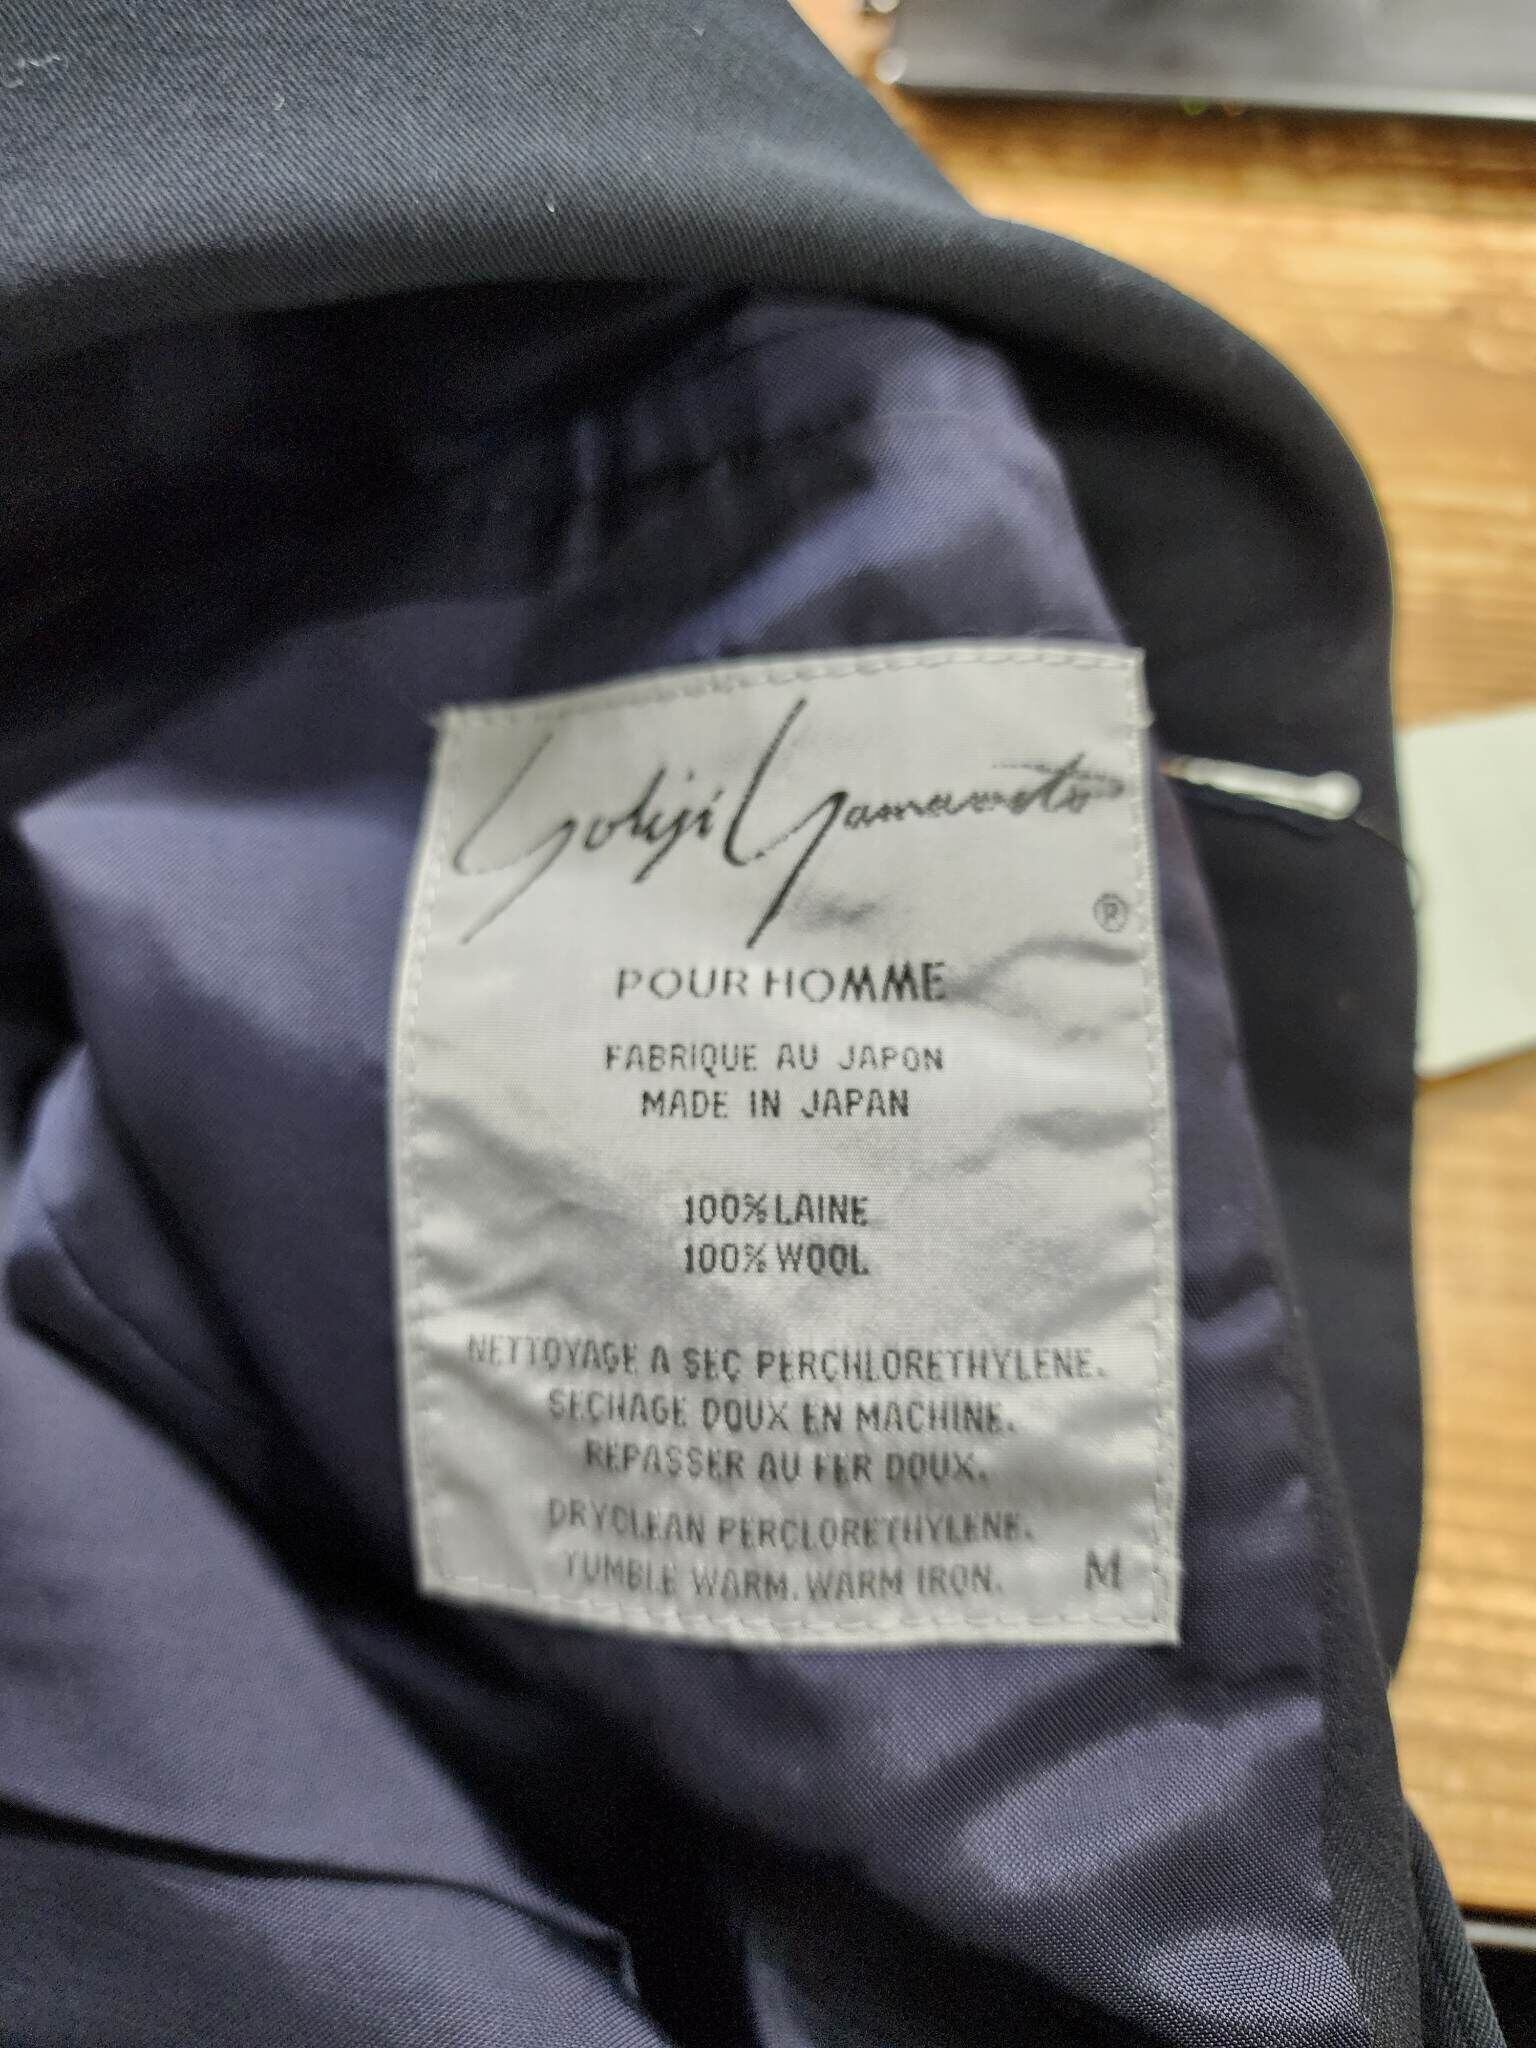 Yohji Yamamoto
®
POUR HOMME
FABRIQUE AU JAPON
MADE IN JAPAN
100% LAINE
100% WOOL
NETTOYAGE A SEC PERCHLORETHYLENE.
SECHAGE DOUX EN MACHINE.
REPASSER AU FER DOUX.
DRYCLEAN PERCLORETHYLENE.
TUMBLE WARM. WARM IRON. M